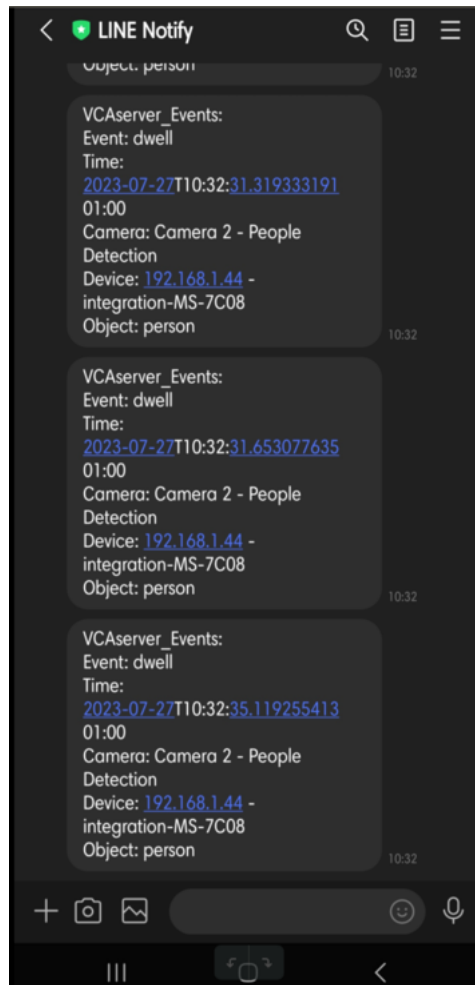 LINE Notify
Object: person
10:32
VCAserver_Events:
Event: dwell
Time:
2023-07-27T10:32:31.319333191
01:00
Camera: Camera 2 - People
Detection
Device: 192.168.1.44 -
integration-MS-7C08
Object: person
10:32
VCAserver_Events:
Event: dwell
Time:
2023-07-27T10:32:31.653077635
01:00
Camera: Camera 2 - People
Detection
Device: 192.168.1.44 -
integration-MS-7C08
Object: person
10:32
VCAserver_Events:
Event: dwell
Time:
2023-07-27T10:32:35.119255413
01:00
Camera: Camera 2 - People
Detection
Device: 192.168.1.44 -
integration-MS-7C08
Object: person
10:32